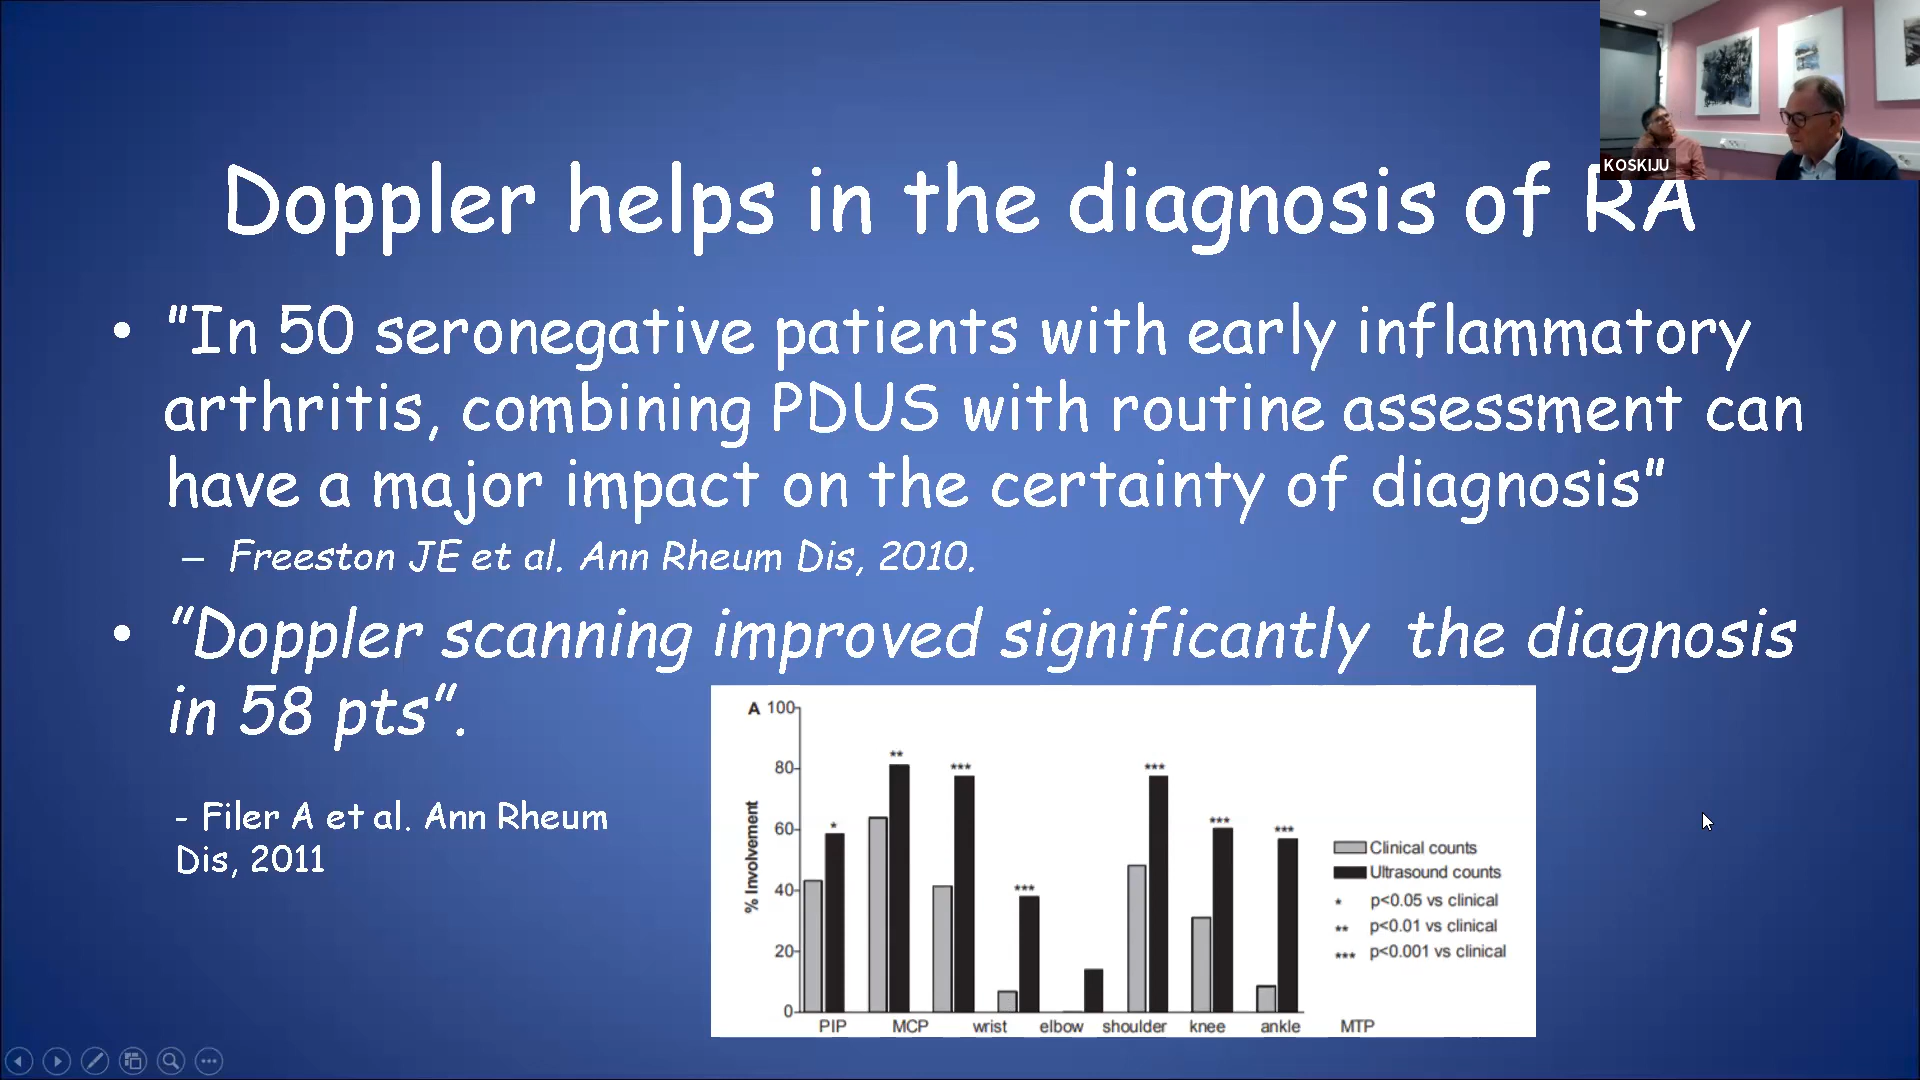 KOSKIJU
Doppler helps in the diagnosis of RA
• "In 50 seronegative patients with early inflammatory
arthritis, combining PDUS with routine assessment can
have a major impact on the certainty of diagnosis"
– Freeston JE et al. Ann Rheum Dis, 2010.
• "Doppler scanning improved significantly the diagnosis
in 58 pts".
- Filer A et al. Ann Rheum
Dis, 2011
A
% Involvement
100
80
60
40
20
0
*
**
***
***
***
***
***
PIP MCP wrist elbow shoulder knee ankle MTP
Clinical counts
Ultrasound counts
* p<0.05 vs clinical
** p<0.01 vs clinical
*** p<0.001 vs clinical